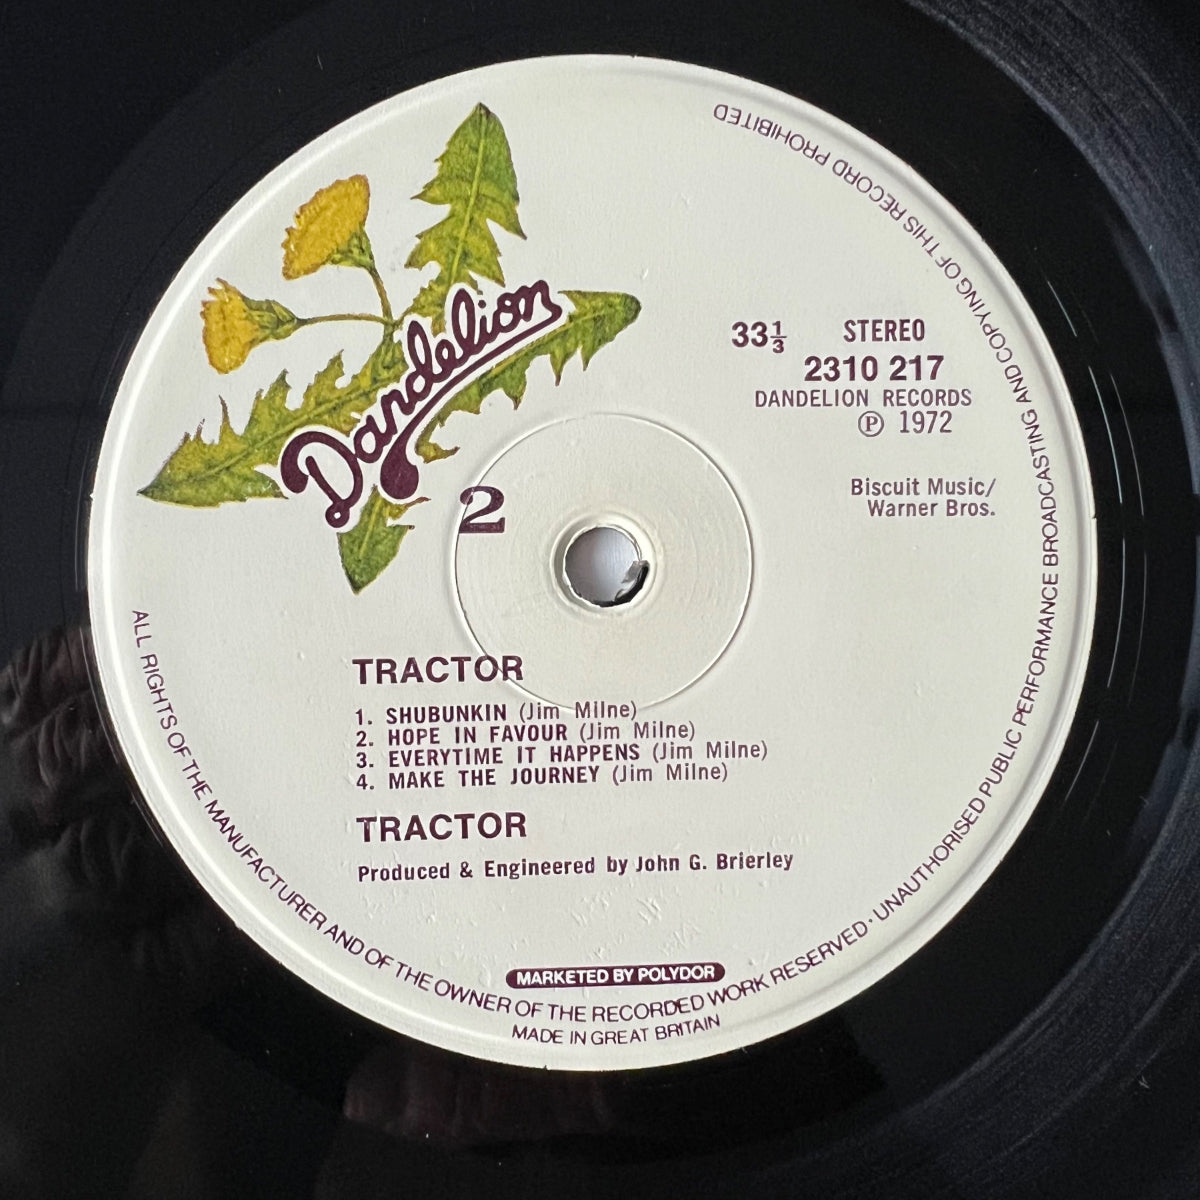 Dandelion
33⅓ STEREO
2310 217
DANDELION RECORDS
Ⓟ 1972
Biscuit Music/
Warner Bros.
2
TRACTOR
1. SHUBUNKIN (Jim Milne)
2. HOPE IN FAVOUR (Jim Milne)
3. EVERYTIME IT HAPPENS (Jim Milne)
4. MAKE THE JOURNEY (Jim Milne)
TRACTOR
Produced & Engineered by John G. Brierley
MARKETED BY POLYDOR
ALL RIGHTS OF THE MANUFACTURER AND OF THE OWNER OF THE RECORDED WORK RESERVED · UNAUTHORISED PUBLIC PERFORMANCE BROADCASTING AND COPYING OF THIS RECORD PROHIBITED
MADE IN GREAT BRITAIN